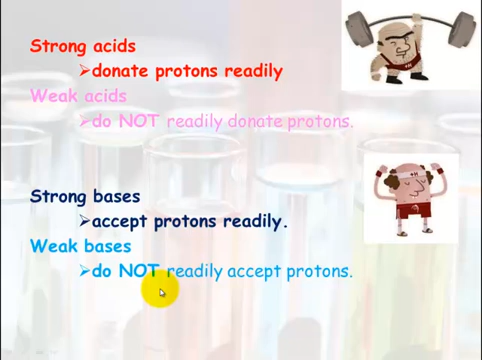 Strong acids
➢donate protons readily
Weak acids
➢do NOT readily donate protons.
Strong bases
➢accept protons readily.
Weak bases
➢do NOT readily accept protons.